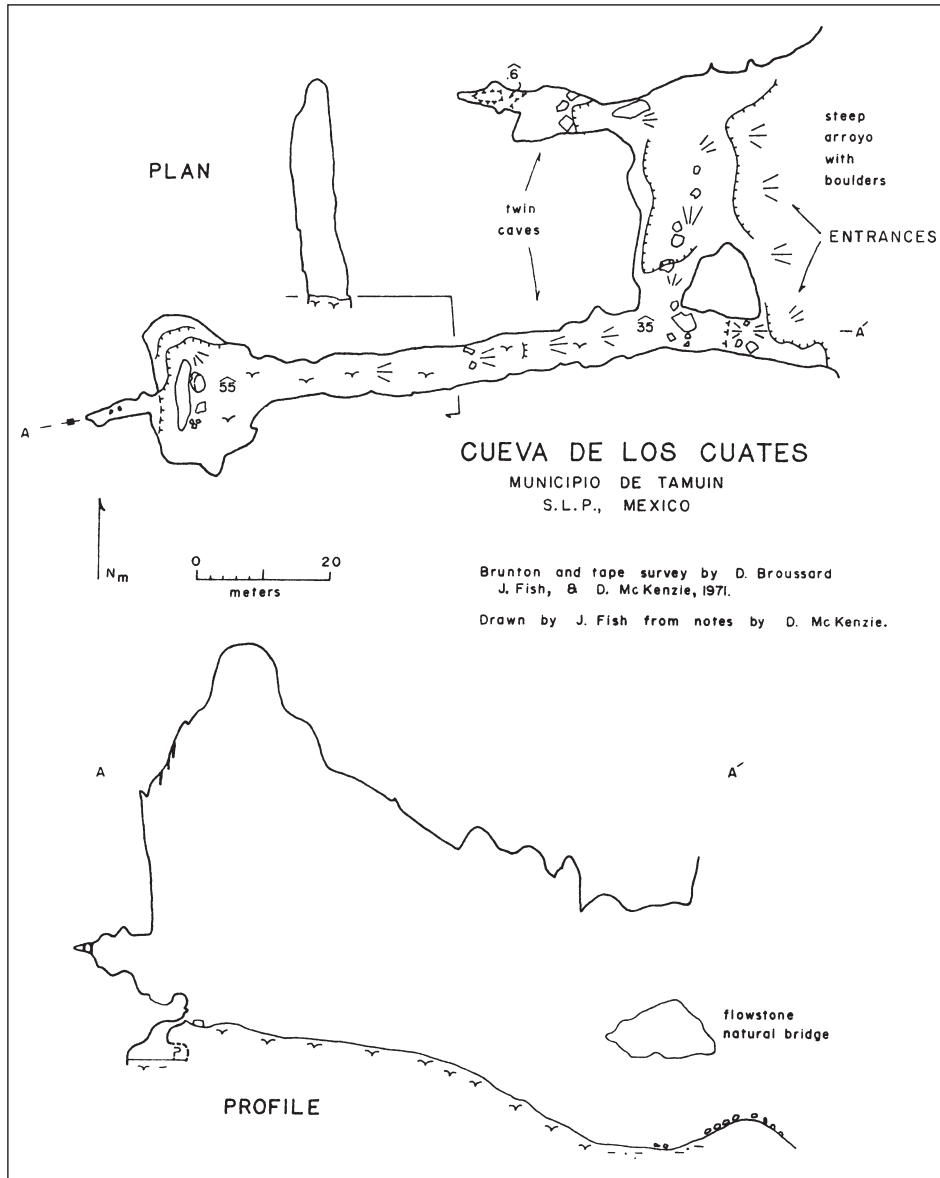 .6
PLAN
steep
arroyo
with
boulders
twin
caves
ENTRANCES
35
A´
55
A
CUEVA DE LOS CUATES
MUNICIPIO DE TAMUIN
S.L.P., MEXICO
Nm
0 20
meters
Brunton and tape survey by D. Broussard
J. Fish, & D. McKenzie, 1971.
Drawn by J. Fish from notes by D. McKenzie.
A
A´
flowstone
natural bridge
?
PROFILE